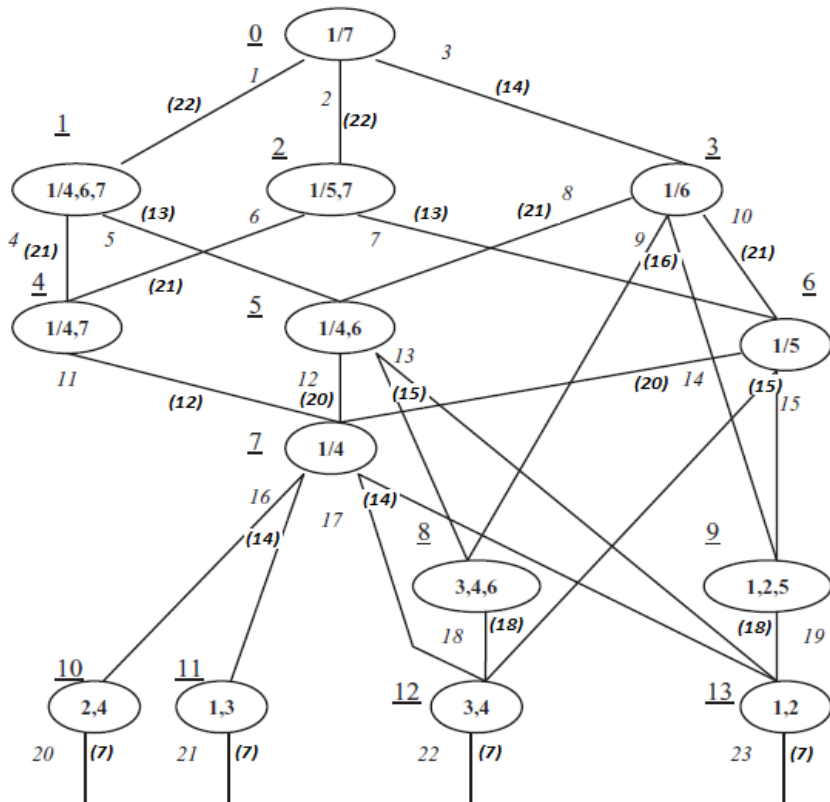 0 1/7 3
1 (14)
(22) 2 (22)
1 2 3
1/4,6,7 1/5,7 1/6
(13) 6 (13) (21) 8 10
4 5 7 9
(21) (21) (16) (21)
4 5 6
1/4,7 1/4,6 1/5
11 12 13 14 15
(12) (20) (15) (20) (15)
7 1/4
16 17 (14)
(14) 8 9
3,4,6 1,2,5
18 (18) (18) 19
10 11 12 13
2,4 1,3 3,4 1,2
20 (7) 21 (7) 22 (7) 23 (7)